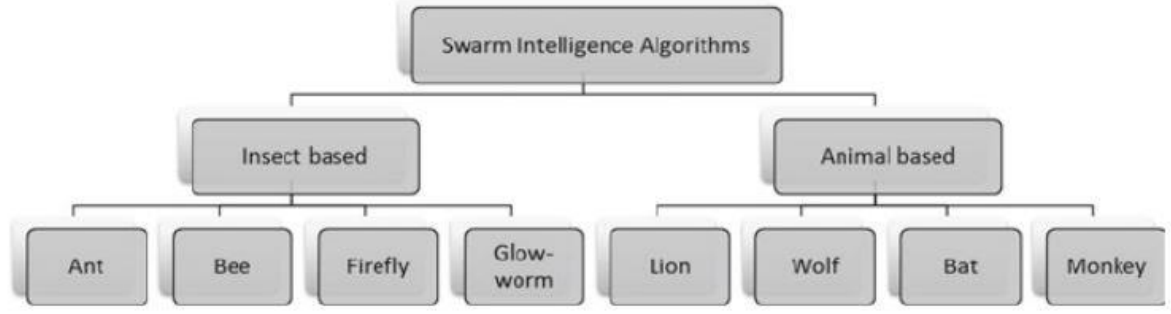 Swarm Intelligence Algorithms
Insect based
Animal based
Ant
Bee
Firefly
Glow-
worm
Lion
Wolf
Bat
Monkey